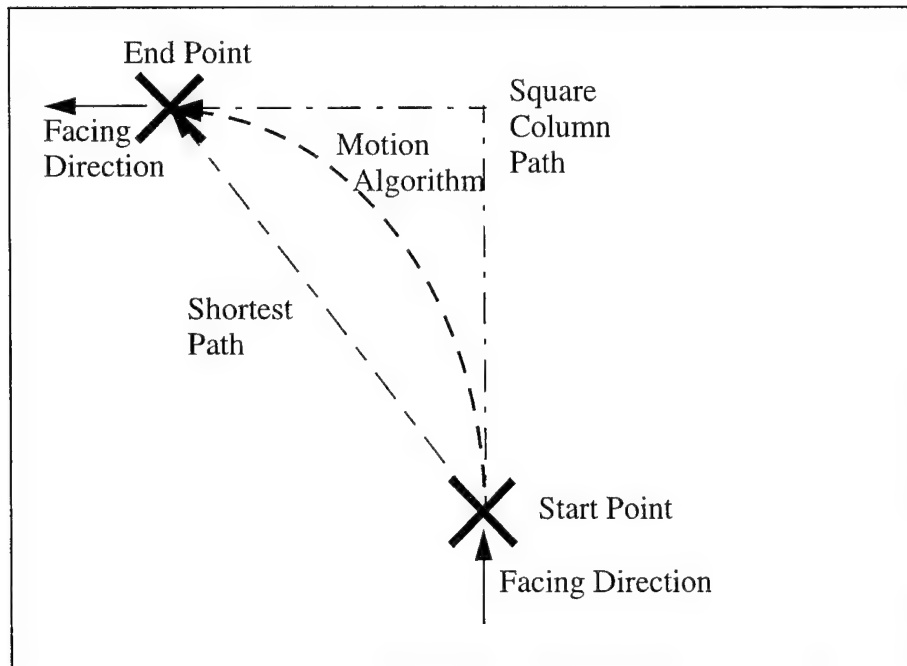 End Point
Facing
Direction
Motion
Algorithm
Square
Column
Path
Shortest
Path
Start Point
Facing Direction